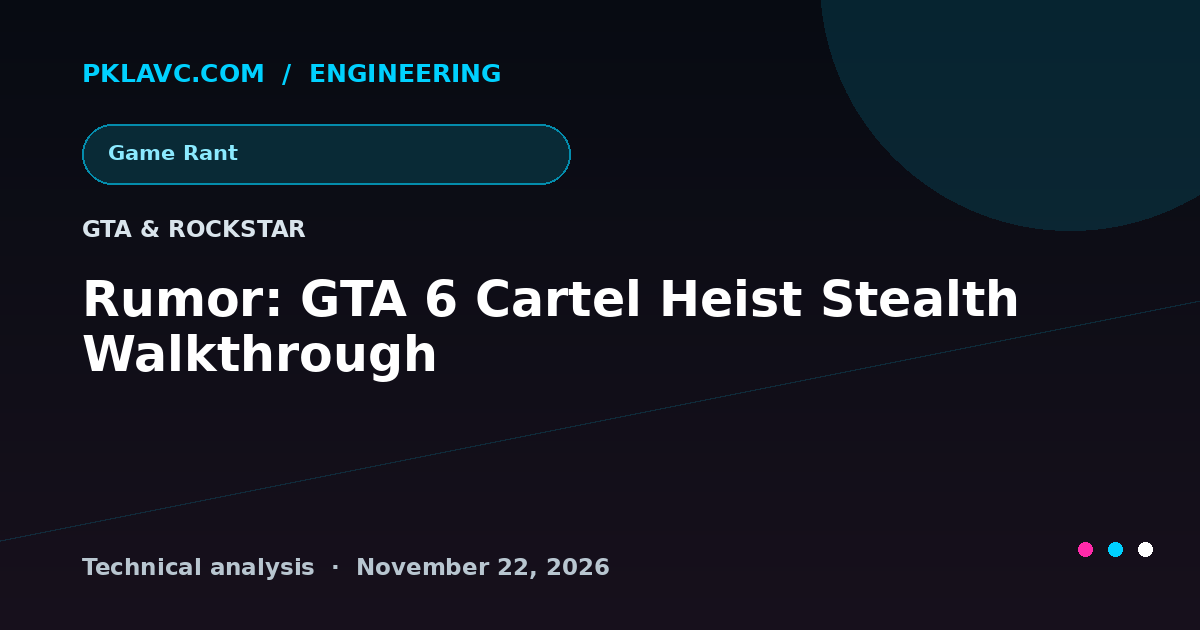 PKLAVC.COM / ENGINEERING
Game Rant
GTA & ROCKSTAR
Rumor: GTA 6 Cartel Heist Stealth
Walkthrough
Technical analysis · November 22, 2026